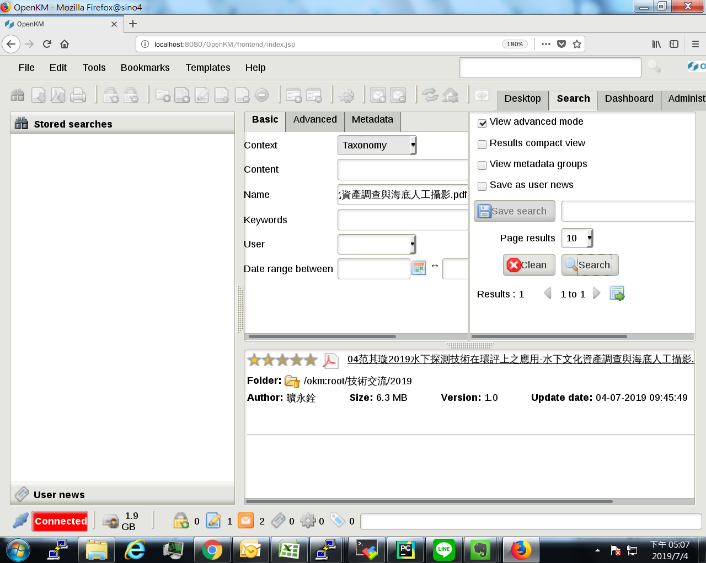 OpenKM - Mozilla Firefox@sino4
OpenKM
localhost:8080/OpenKM/frontend/index.jsp
180%
File Edit Tools Bookmarks Templates Help
Desktop Search Dashboard Administ
Stored searches
Basic Advanced Metadata
Context Taxonomy
Content
Name 資產調查與海底人工攝影.pdf
Keywords
User
Date range between
View advanced mode
Results compact view
View metadata groups
Save as user news
Save search
Page results 10
Clean Search
Results : 1 1 to 1
04范其璇2019水下探測技術在環評上之應用-水下文化資產調查與海底人工攝影.
Folder: /okm:root/技術交流/2019
Author: 曠永銓 Size: 6.3 MB Version: 1.0 Update date: 04-07-2019 09:45:49
User news
Connected 1.9 GB 0 1 2 0 0 0
下午 05:07
2019/7/4